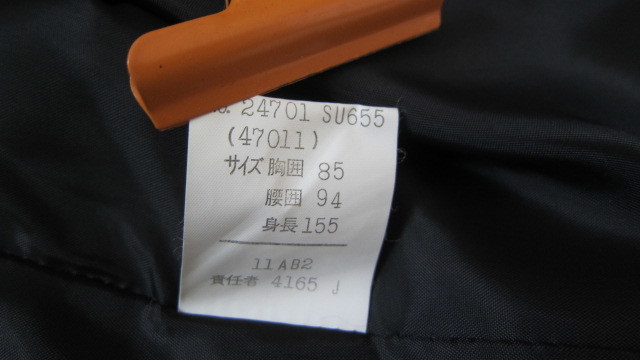 24701 SU655
(47011)
サイズ 胸囲 85
腰囲 94
身長 155
11AB2
責任者 4165 J